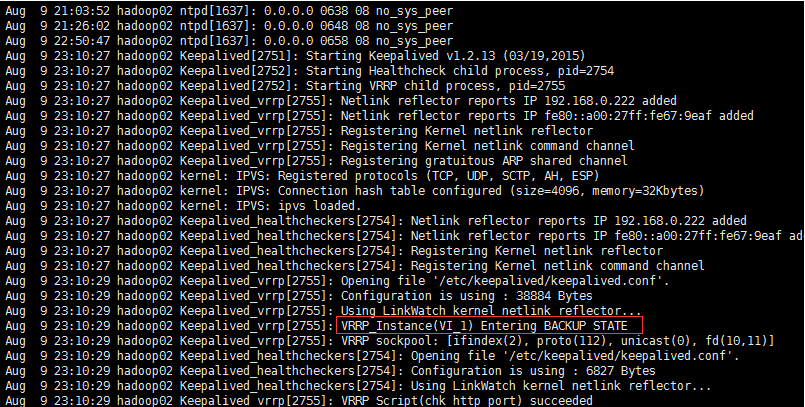 Aug  9 21:03:52 hadoop02 ntpd[1637]: 0.0.0.0 0638 08 no_sys_peer
Aug  9 21:26:02 hadoop02 ntpd[1637]: 0.0.0.0 0648 08 no_sys_peer
Aug  9 22:50:47 hadoop02 ntpd[1637]: 0.0.0.0 0658 08 no_sys_peer
Aug  9 23:10:27 hadoop02 Keepalived[2751]: Starting Keepalived v1.2.13 (03/19,2015)
Aug  9 23:10:27 hadoop02 Keepalived[2752]: Starting Healthcheck child process, pid=2754
Aug  9 23:10:27 hadoop02 Keepalived[2752]: Starting VRRP child process, pid=2755
Aug  9 23:10:27 hadoop02 Keepalived_vrrp[2755]: Netlink reflector reports IP 192.168.0.222 added
Aug  9 23:10:27 hadoop02 Keepalived_vrrp[2755]: Netlink reflector reports IP fe80::a00:27ff:fe67:9eaf added
Aug  9 23:10:27 hadoop02 Keepalived_vrrp[2755]: Registering Kernel netlink reflector
Aug  9 23:10:27 hadoop02 Keepalived_vrrp[2755]: Registering Kernel netlink command channel
Aug  9 23:10:27 hadoop02 Keepalived_vrrp[2755]: Registering gratuitous ARP shared channel
Aug  9 23:10:27 hadoop02 kernel: IPVS: Registered protocols (TCP, UDP, SCTP, AH, ESP)
Aug  9 23:10:27 hadoop02 kernel: IPVS: Connection hash table configured (size=4096, memory=32Kbytes)
Aug  9 23:10:27 hadoop02 kernel: IPVS: ipvs loaded.
Aug  9 23:10:27 hadoop02 Keepalived_healthcheckers[2754]: Netlink reflector reports IP 192.168.0.222 added
Aug  9 23:10:27 hadoop02 Keepalived_healthcheckers[2754]: Netlink reflector reports IP fe80::a00:27ff:fe67:9eaf ad
Aug  9 23:10:27 hadoop02 Keepalived_healthcheckers[2754]: Registering Kernel netlink reflector
Aug  9 23:10:27 hadoop02 Keepalived_healthcheckers[2754]: Registering Kernel netlink command channel
Aug  9 23:10:29 hadoop02 Keepalived_vrrp[2755]: Opening file '/etc/keepalived/keepalived.conf'.
Aug  9 23:10:29 hadoop02 Keepalived_vrrp[2755]: Configuration is using : 38884 Bytes
Aug  9 23:10:29 hadoop02 Keepalived_vrrp[2755]: Using LinkWatch kernel netlink reflector...
Aug  9 23:10:29 hadoop02 Keepalived_vrrp[2755]: VRRP_Instance(VI_1) Entering BACKUP STATE
Aug  9 23:10:29 hadoop02 Keepalived_vrrp[2755]: VRRP sockpool: [ifindex(2), proto(112), unicast(0), fd(10,11)]
Aug  9 23:10:29 hadoop02 Keepalived_healthcheckers[2754]: Opening file '/etc/keepalived/keepalived.conf'.
Aug  9 23:10:29 hadoop02 Keepalived_healthcheckers[2754]: Configuration is using : 6827 Bytes
Aug  9 23:10:29 hadoop02 Keepalived_healthcheckers[2754]: Using LinkWatch kernel netlink reflector...
Aug  9 23:10:29 hadoop02 Keepalived_vrrp[2755]: VRRP Script(chk http port) succeeded